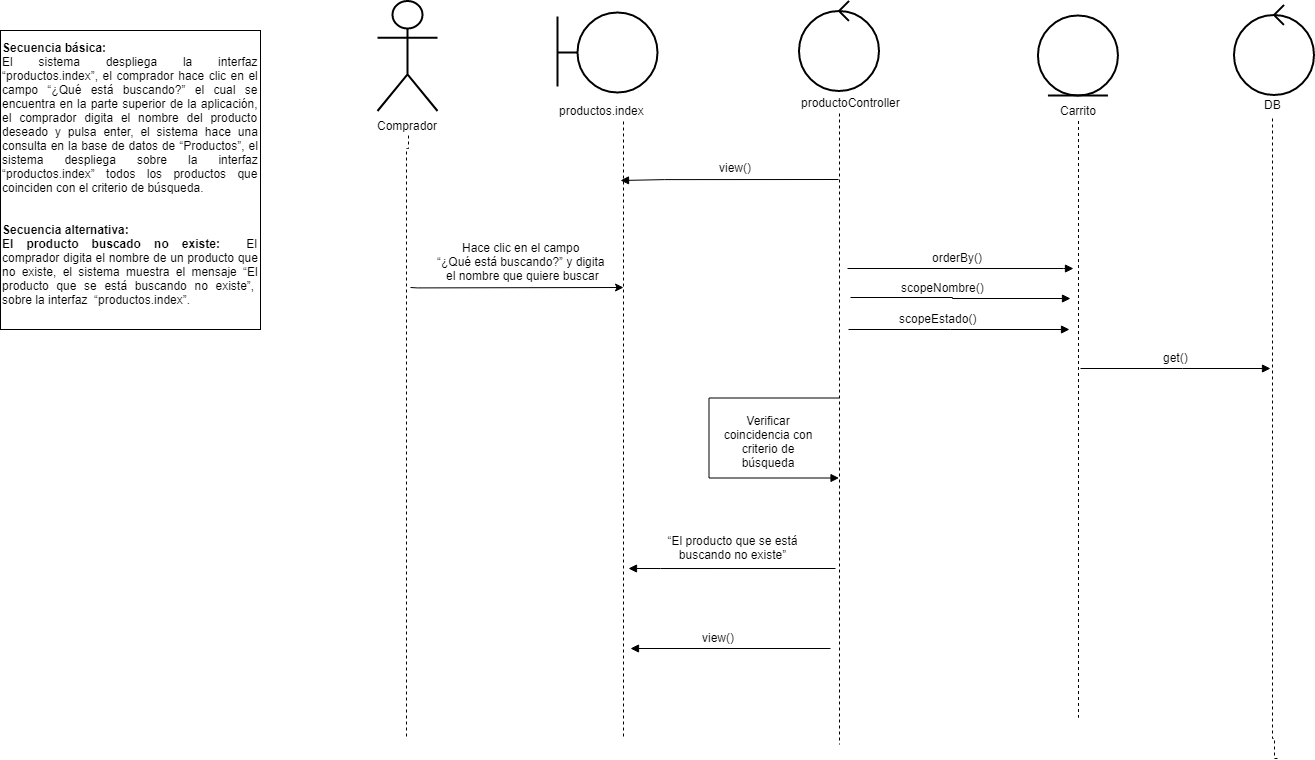 Secuencia básica:
El sistema despliega la interfaz
“productos.index”, el comprador hace clic en el
campo “¿Qué está buscando?” el cual se
encuentra en la parte superior de la aplicación,
el comprador digita el nombre del producto
deseado y pulsa enter, el sistema hace una
consulta en la base de datos de “Productos”, el
sistema despliega sobre la interfaz
“productos.index” todos los productos que
coinciden con el criterio de búsqueda.
Secuencia alternativa:
El producto buscado no existe: El
comprador digita el nombre de un producto que
no existe, el sistema muestra el mensaje “El
producto que se está buscando no existe”,
sobre la interfaz “productos.index”.
Comprador
productos.index
productoController
Carrito
DB
view()
Hace clic en el campo
“¿Qué está buscando?” y digita
el nombre que quiere buscar
orderBy()
scopeNombre()
scopeEstado()
get()
Verificar
coincidencia con
criterio de
búsqueda
“El producto que se está
buscando no existe”
view()